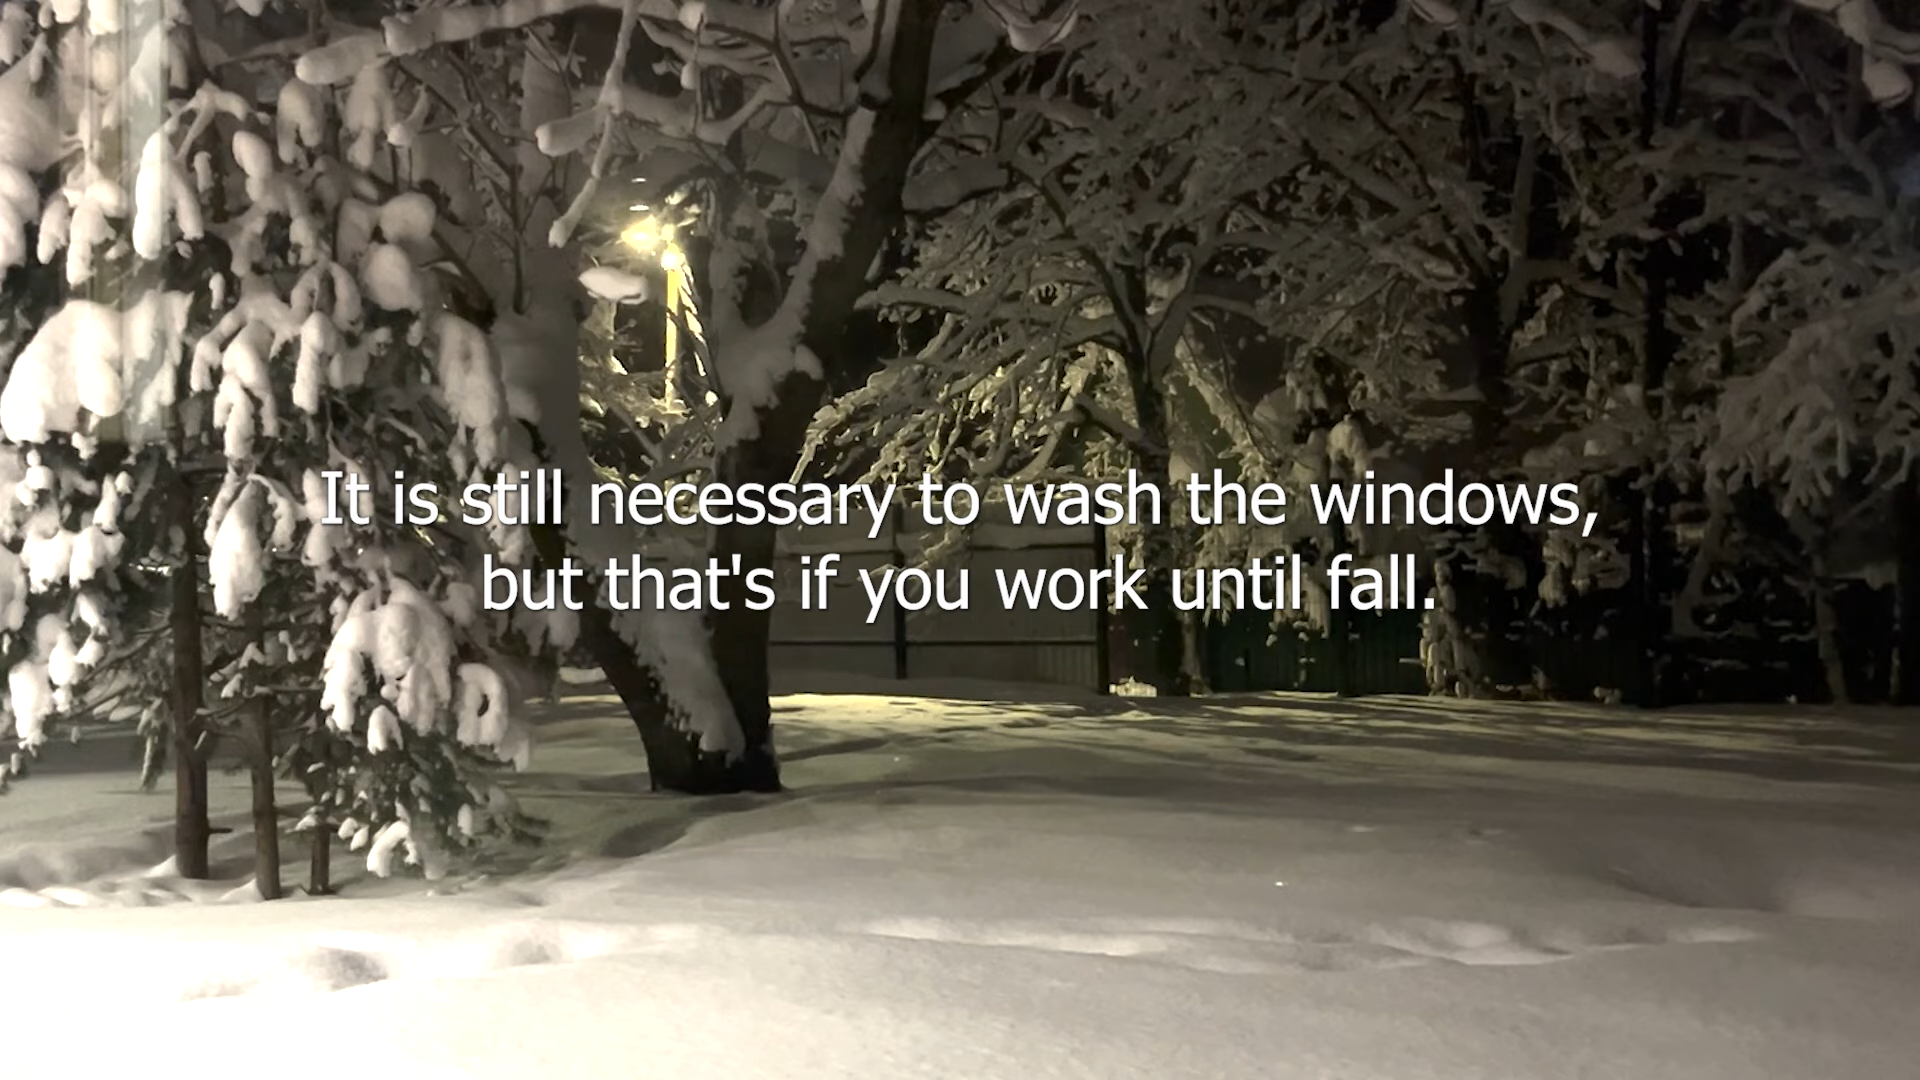 It is still necessary to wash the windows,
but that's if you work until fall.